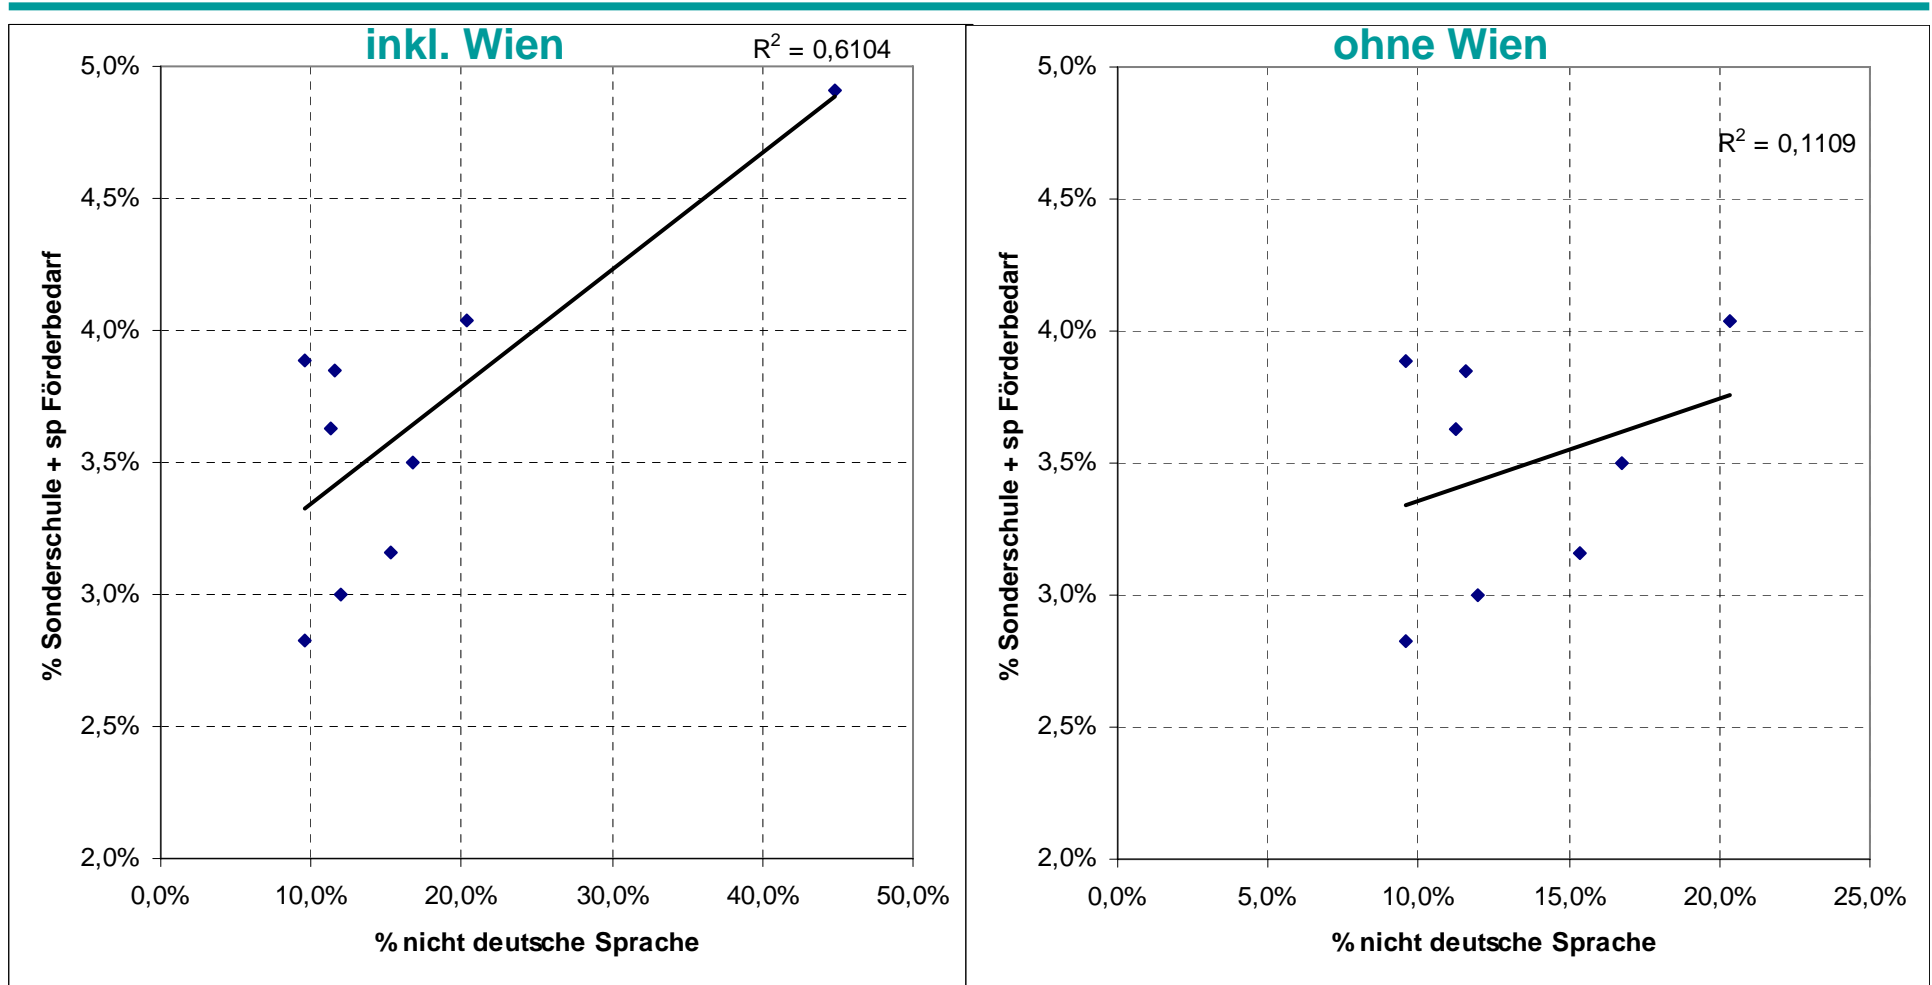 inkl. Wien
R² = 0,6104
5,0%
4,5%
4,0%
3,5%
3,0%
2,5%
2,0%
% Sonderschule + sp Förderbedarf
0,0% 10,0% 20,0% 30,0% 40,0% 50,0%
% nicht deutsche Sprache
ohne Wien
R² = 0,1109
5,0%
4,5%
4,0%
3,5%
3,0%
2,5%
2,0%
% Sonderschule + sp Förderbedarf
0,0% 5,0% 10,0% 15,0% 20,0% 25,0%
% nicht deutsche Sprache